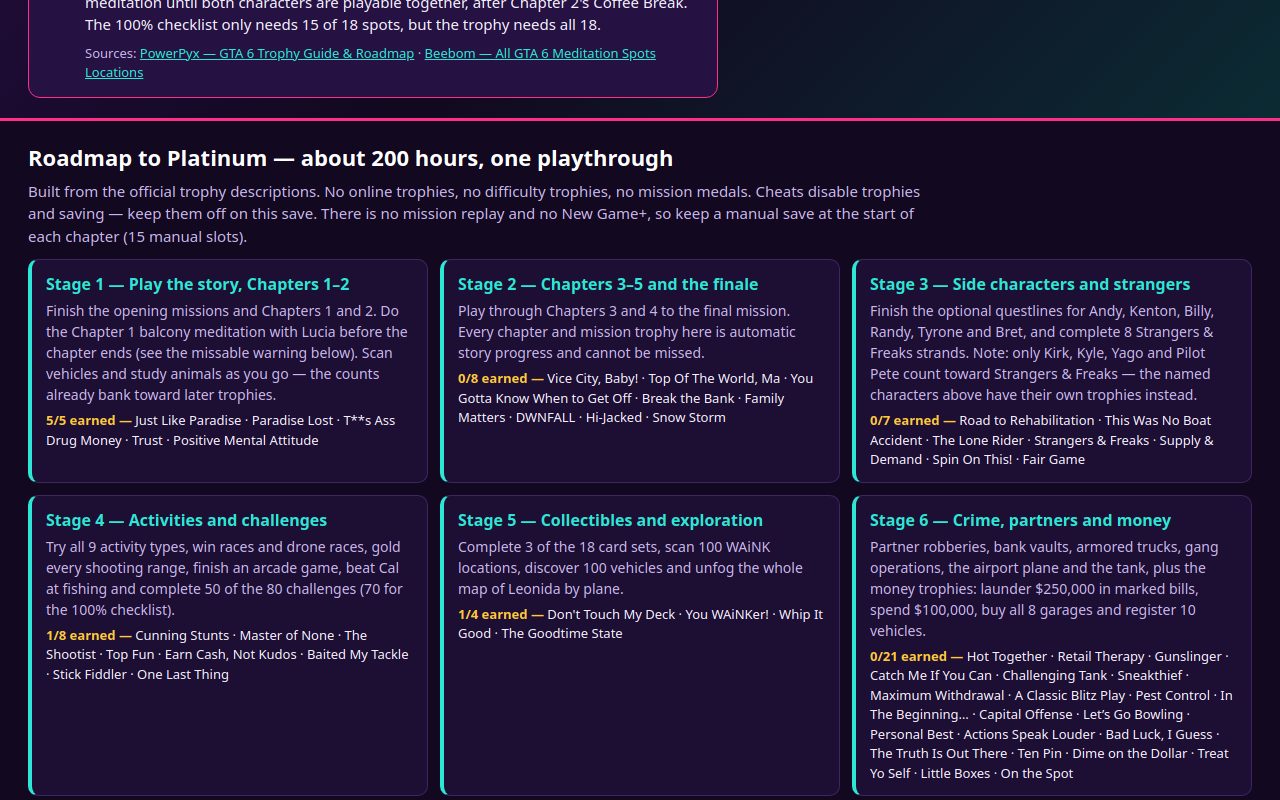 meditation until both characters are playable together, after Chapter 2's Coffee Break.
The 100% checklist only needs 15 of 18 spots, but the trophy needs all 18.
Sources: PowerPyx — GTA 6 Trophy Guide & Roadmap · Beebom — All GTA 6 Meditation Spots
Locations
Roadmap to Platinum — about 200 hours, one playthrough
Built from the official trophy descriptions. No online trophies, no difficulty trophies, no mission medals. Cheats disable trophies
and saving — keep them off on this save. There is no mission replay and no New Game+, so keep a manual save at the start of
each chapter (15 manual slots).
Stage 1 — Play the story, Chapters 1–2
Finish the opening missions and Chapters 1 and 2. Do
the Chapter 1 balcony meditation with Lucia before the
chapter ends (see the missable warning below). Scan
vehicles and study animals as you go — the counts
already bank toward later trophies.
5/5 earned — Just Like Paradise · Paradise Lost · T**s Ass
Drug Money · Trust · Positive Mental Attitude
Stage 2 — Chapters 3–5 and the finale
Play through Chapters 3 and 4 to the final mission.
Every chapter and mission trophy here is automatic
story progress and cannot be missed.
0/8 earned — Vice City, Baby! · Top Of The World, Ma · You
Gotta Know When to Get Off · Break the Bank · Family
Matters · DWNFALL · Hi-Jacked · Snow Storm
Stage 3 — Side characters and strangers
Finish the optional questlines for Andy, Kenton, Billy,
Randy, Tyrone and Bret, and complete 8 Strangers &
Freaks strands. Note: only Kirk, Kyle, Yago and Pilot
Pete count toward Strangers & Freaks — the named
characters above have their own trophies instead.
0/7 earned — Road to Rehabilitation · This Was No Boat
Accident · The Lone Rider · Strangers & Freaks · Supply &
Demand · Spin On This! · Fair Game
Stage 4 — Activities and challenges
Try all 9 activity types, win races and drone races, gold
every shooting range, finish an arcade game, beat Cal
at fishing and complete 50 of the 80 challenges (70 for
the 100% checklist).
1/8 earned — Cunning Stunts · Master of None · The
Shootist · Top Fun · Earn Cash, Not Kudos · Baited My Tackle
· Stick Fiddler · One Last Thing
Stage 5 — Collectibles and exploration
Complete 3 of the 18 card sets, scan 100 WAiNK
locations, discover 100 vehicles and unfog the whole
map of Leonida by plane.
1/4 earned — Don't Touch My Deck · You WAiNKer! · Whip It
Good · The Goodtime State
Stage 6 — Crime, partners and money
Partner robberies, bank vaults, armored trucks, gang
operations, the airport plane and the tank, plus the
money trophies: launder $250,000 in marked bills,
spend $100,000, buy all 8 garages and register 10
vehicles.
0/21 earned — Hot Together · Retail Therapy · Gunslinger ·
Catch Me If You Can · Challenging Tank · Sneakthief ·
Maximum Withdrawal · A Classic Blitz Play · Pest Control · In
The Beginning… · Capital Offense · Let’s Go Bowling ·
Personal Best · Actions Speak Louder · Bad Luck, I Guess ·
The Truth Is Out There · Ten Pin · Dime on the Dollar · Treat
Yo Self · Little Boxes · On the Spot